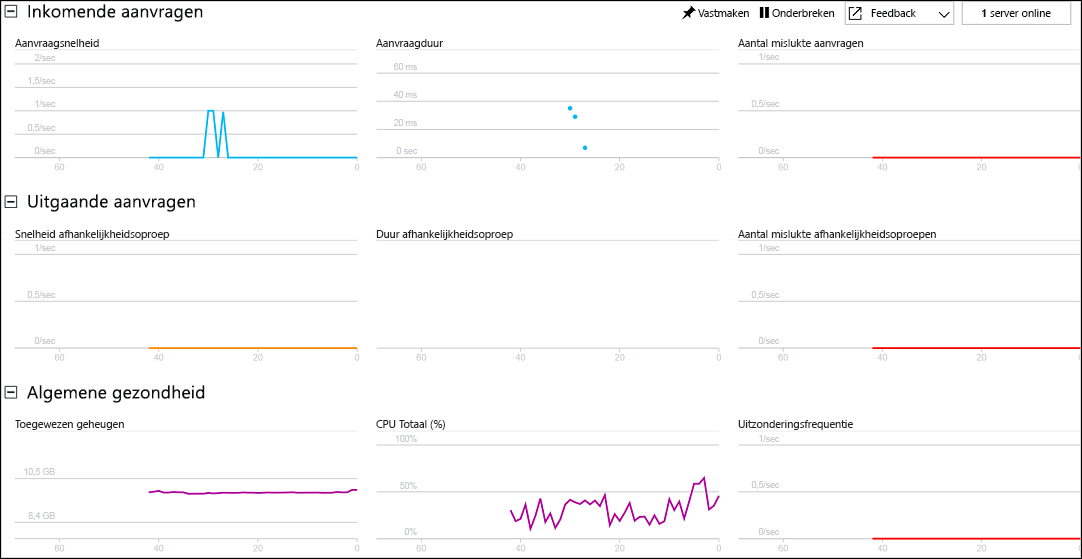 Inkomende aanvragen
Vastmaken Onderbreken Feedback 1 server online
Aanvraagsnelheid
2/sec
1,5/sec
1/sec
0,5/sec
0/sec
60 40 20 0
Aanvraagduur
60 ms
40 ms
20 ms
0 sec
60 40 20 0
Aantal mislukte aanvragen
1/sec
0,5/sec
0/sec
60 40 20 0
Uitgaande aanvragen
Snelheid afhankelijkheidsoproep
1/sec
0,5/sec
0/sec
60 40 20 0
Duur afhankelijkheidsoproep
60 40 20 0
Aantal mislukte afhankelijkheidsoproepen
1/sec
0,5/sec
0/sec
60 40 20 0
Algemene gezondheid
Toegewezen geheugen
10,5 GB
8,4 GB
60 40 20 0
CPU Totaal (%)
100%
50%
0%
60 40 20 0
Uitzonderingsfrequentie
1/sec
0,5/sec
0/sec
60 40 20 0